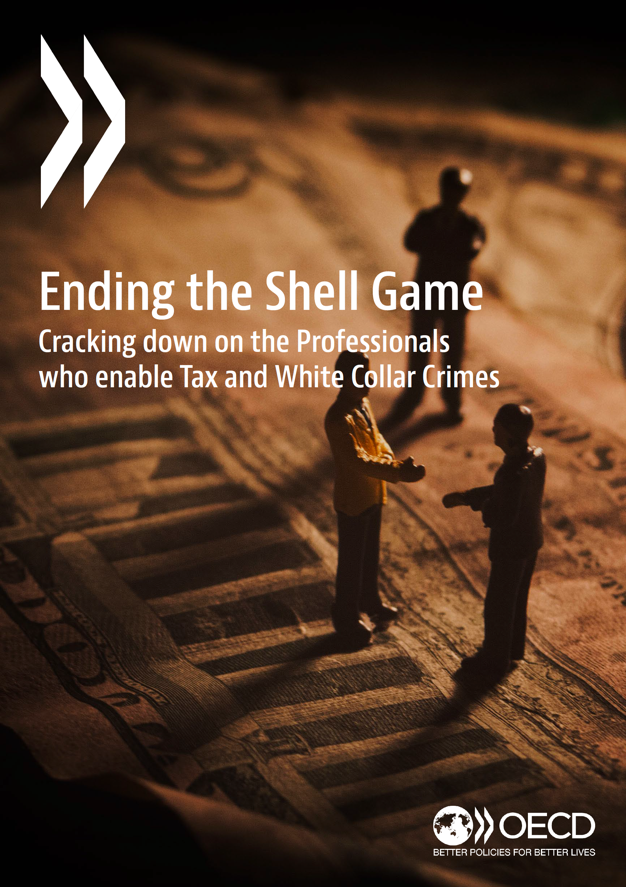 Ending the Shell Game
Cracking down on the Professionals
who enable Tax and White Collar Crimes
OECD
BETTER POLICIES FOR BETTER LIVES